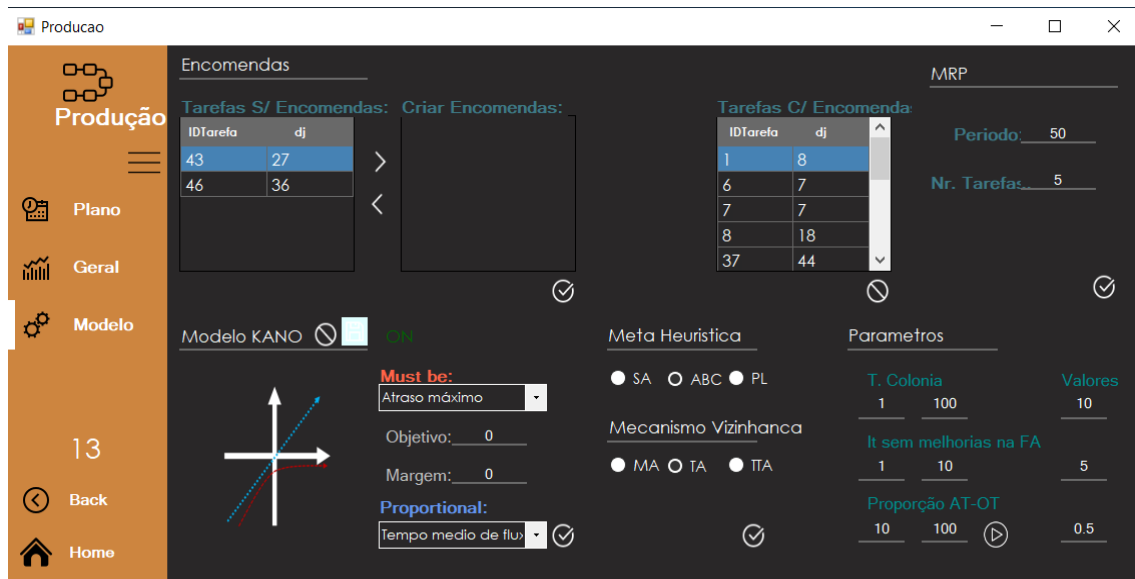 Producao
Produção
Plano
Geral
Modelo
13
Back
Home
Encomendas
Tarefas S/ Encomendas:
IDTarefa dj
43 27
46 36
Criar Encomendas:
Tarefas C/ Encomenda
IDTarefa dj
1 8
6 7
7 7
8 18
37 44
MRP
Periodo: 50
Nr. Tarefas 5
Modelo KANO
ON
Must be:
Atraso máximo
Objetivo: 0
Margem: 0
Proportional:
Tempo medio de flux
Meta Heuristica
SA ABC PL
Mecanismo Vizinhanca
MA TA TTA
Parametros
T. Colonia Valores
1 100 10
It sem melhorias na FA
1 10 5
Proporção AT-OT
10 100 0.5